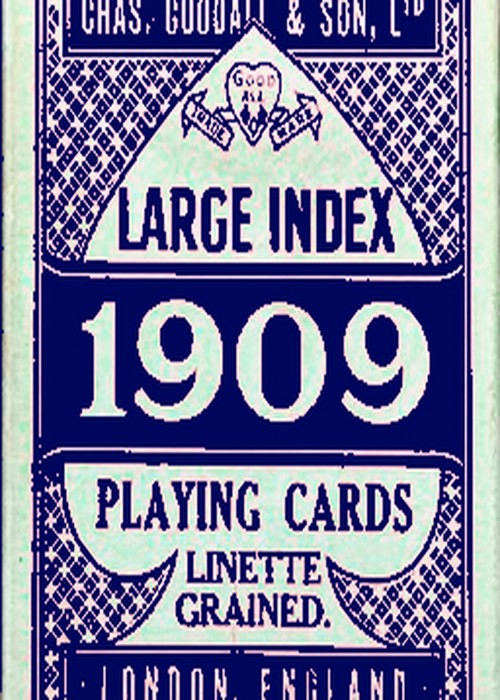 CHAS. GOODALL & SON, LTD
GOOD
ALL
TRADE MARK
LARGE INDEX
1909
PLAYING CARDS
LINETTE
GRAINED.
LONDON, ENGLAND